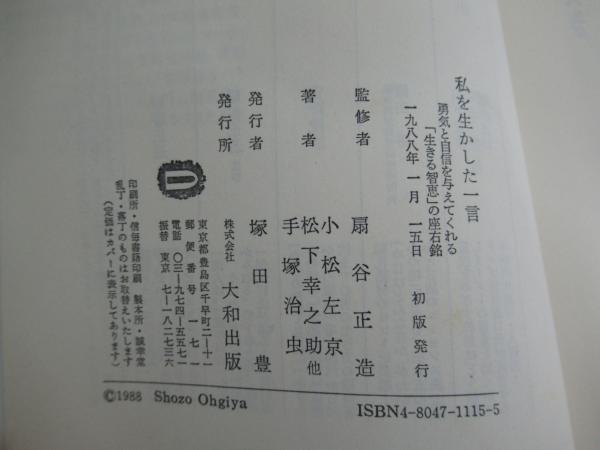 私を生かした一言
勇気と自信を与えてくれる
「生きる智恵」の座右銘
一九八八年 一月 一五日 初版発行
監修者 扇谷正造
著者 小松左京
松下幸之助 他
手塚治虫
発行者 塚田豊
発行所 株式会社 大和出版
東京都豊島区千早町二‐十一
郵便番号 一七一
電話 〇三‐九七四‐五五七一
振替 東京 七‐一八二七三六
印刷所・信毎書籍印刷 製本所・誠幸堂
乱丁・落丁のものはお取替えいたします
(定価はカバーに表示してあります)
©1988 Shozo Ohgiya
ISBN4-8047-1115-5